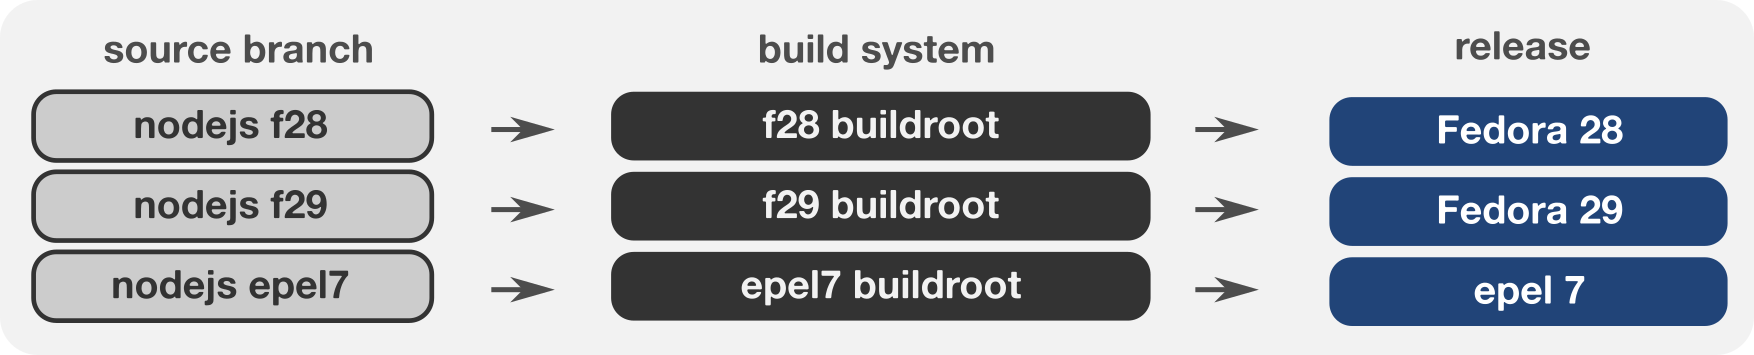 source branch
build system
release
nodejs f28
f28 buildroot
Fedora 28
nodejs f29
f29 buildroot
Fedora 29
nodejs epel7
epel7 buildroot
epel 7